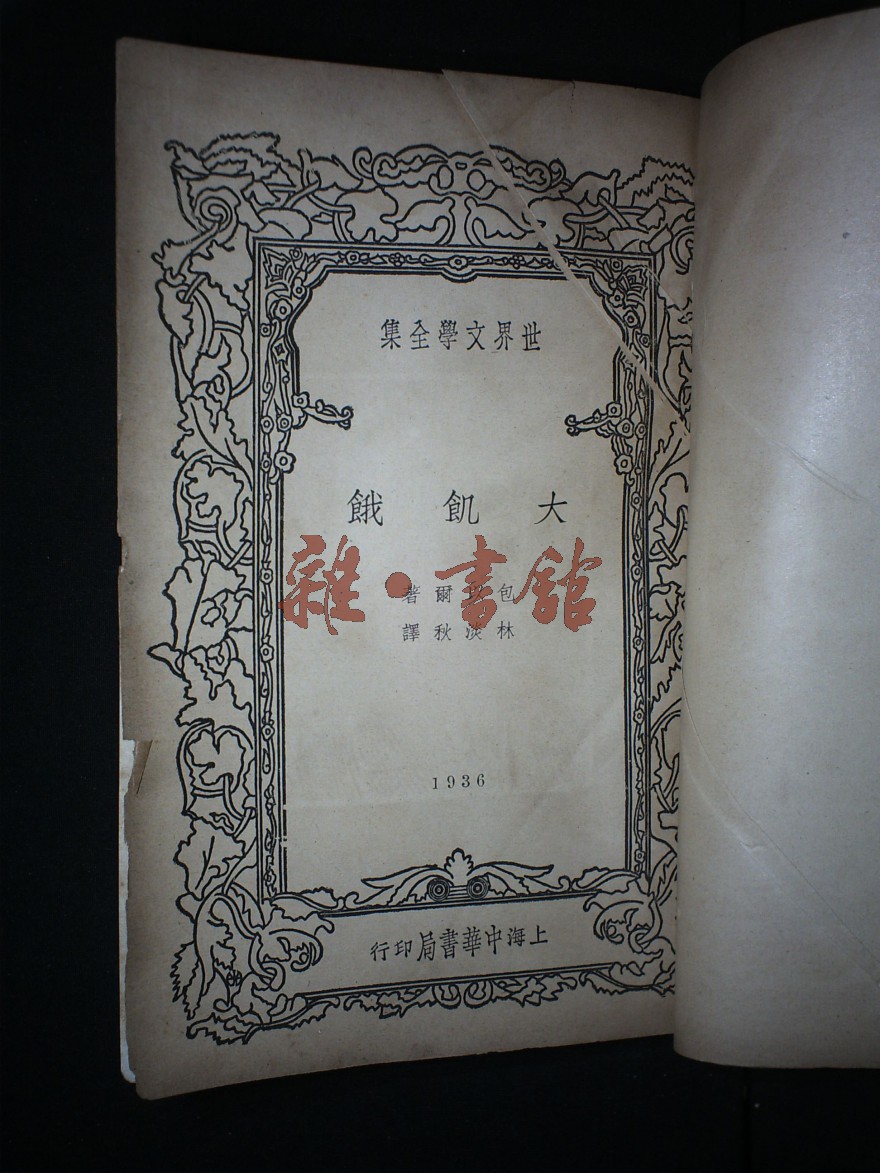 世界文學全集
大飢餓
雜·書館
包 爾著
林淡秋譯
1936
上海中華書局印行